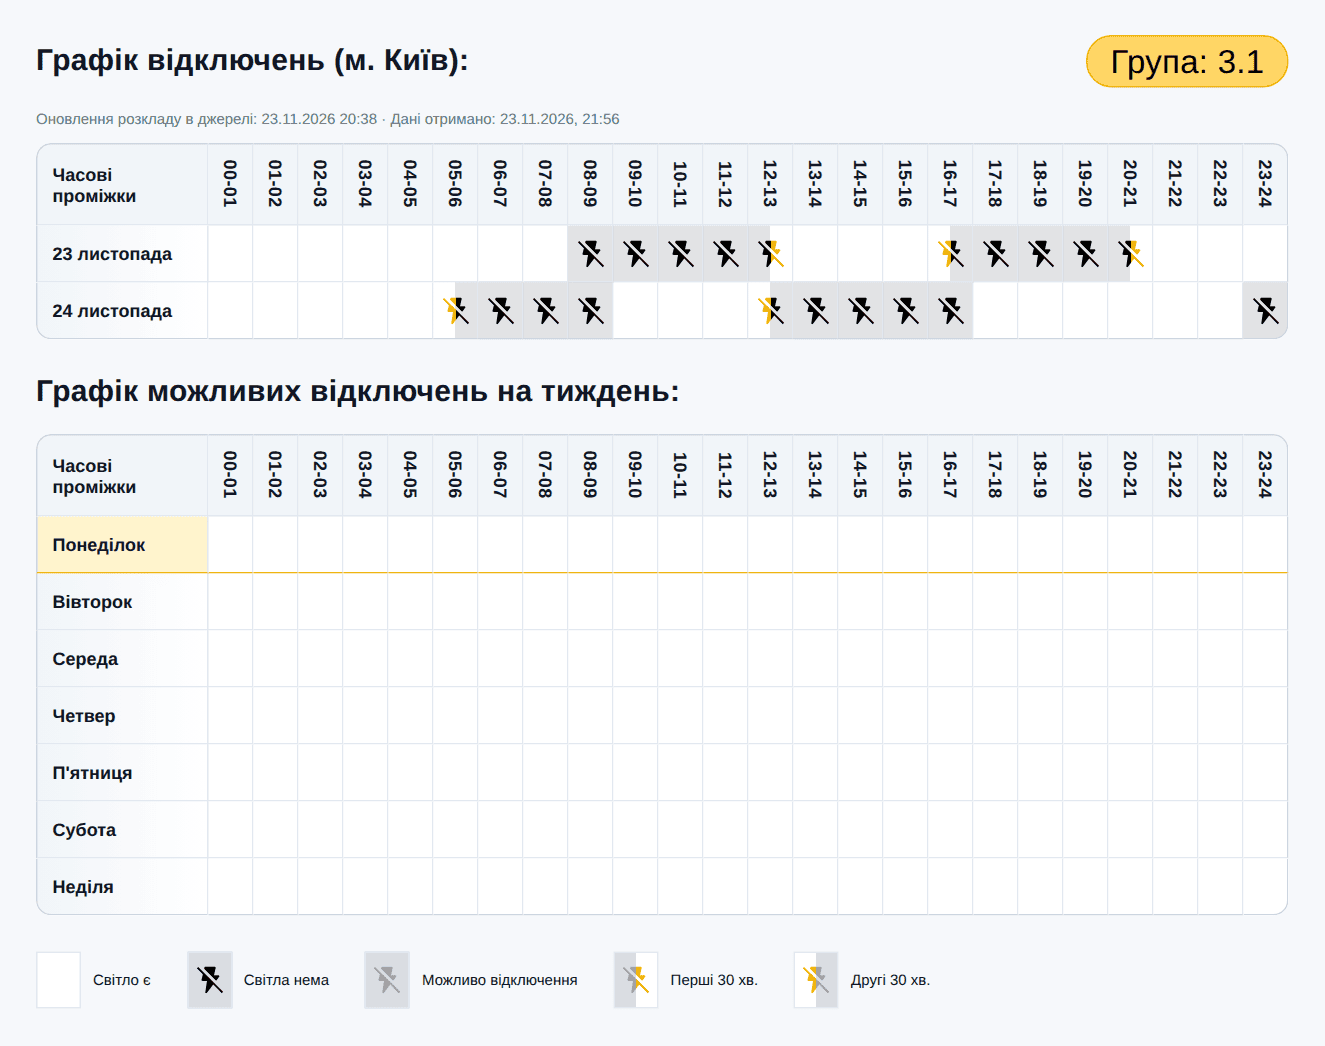 Графік відключень (м. Київ):
Група: 3.1
Оновлення розкладу в джерелі: 23.11.2026 20:38 · Дані отримано: 23.11.2026, 21:56
Часові проміжки 00-01 01-02 02-03 03-04 04-05 05-06 06-07 07-08 08-09 09-10 10-11 11-12 12-13 13-14 14-15 15-16 16-17 17-18 18-19 19-20 20-21 21-22 22-23 23-24
23 листопада
24 листопада
Графік можливих відключень на тиждень:
Часові проміжки 00-01 01-02 02-03 03-04 04-05 05-06 06-07 07-08 08-09 09-10 10-11 11-12 12-13 13-14 14-15 15-16 16-17 17-18 18-19 19-20 20-21 21-22 22-23 23-24
Понеділок
Вівторок
Середа
Четвер
П'ятниця
Субота
Неділя
Світло є Світла нема Можливо відключення Перші 30 хв. Другі 30 хв.